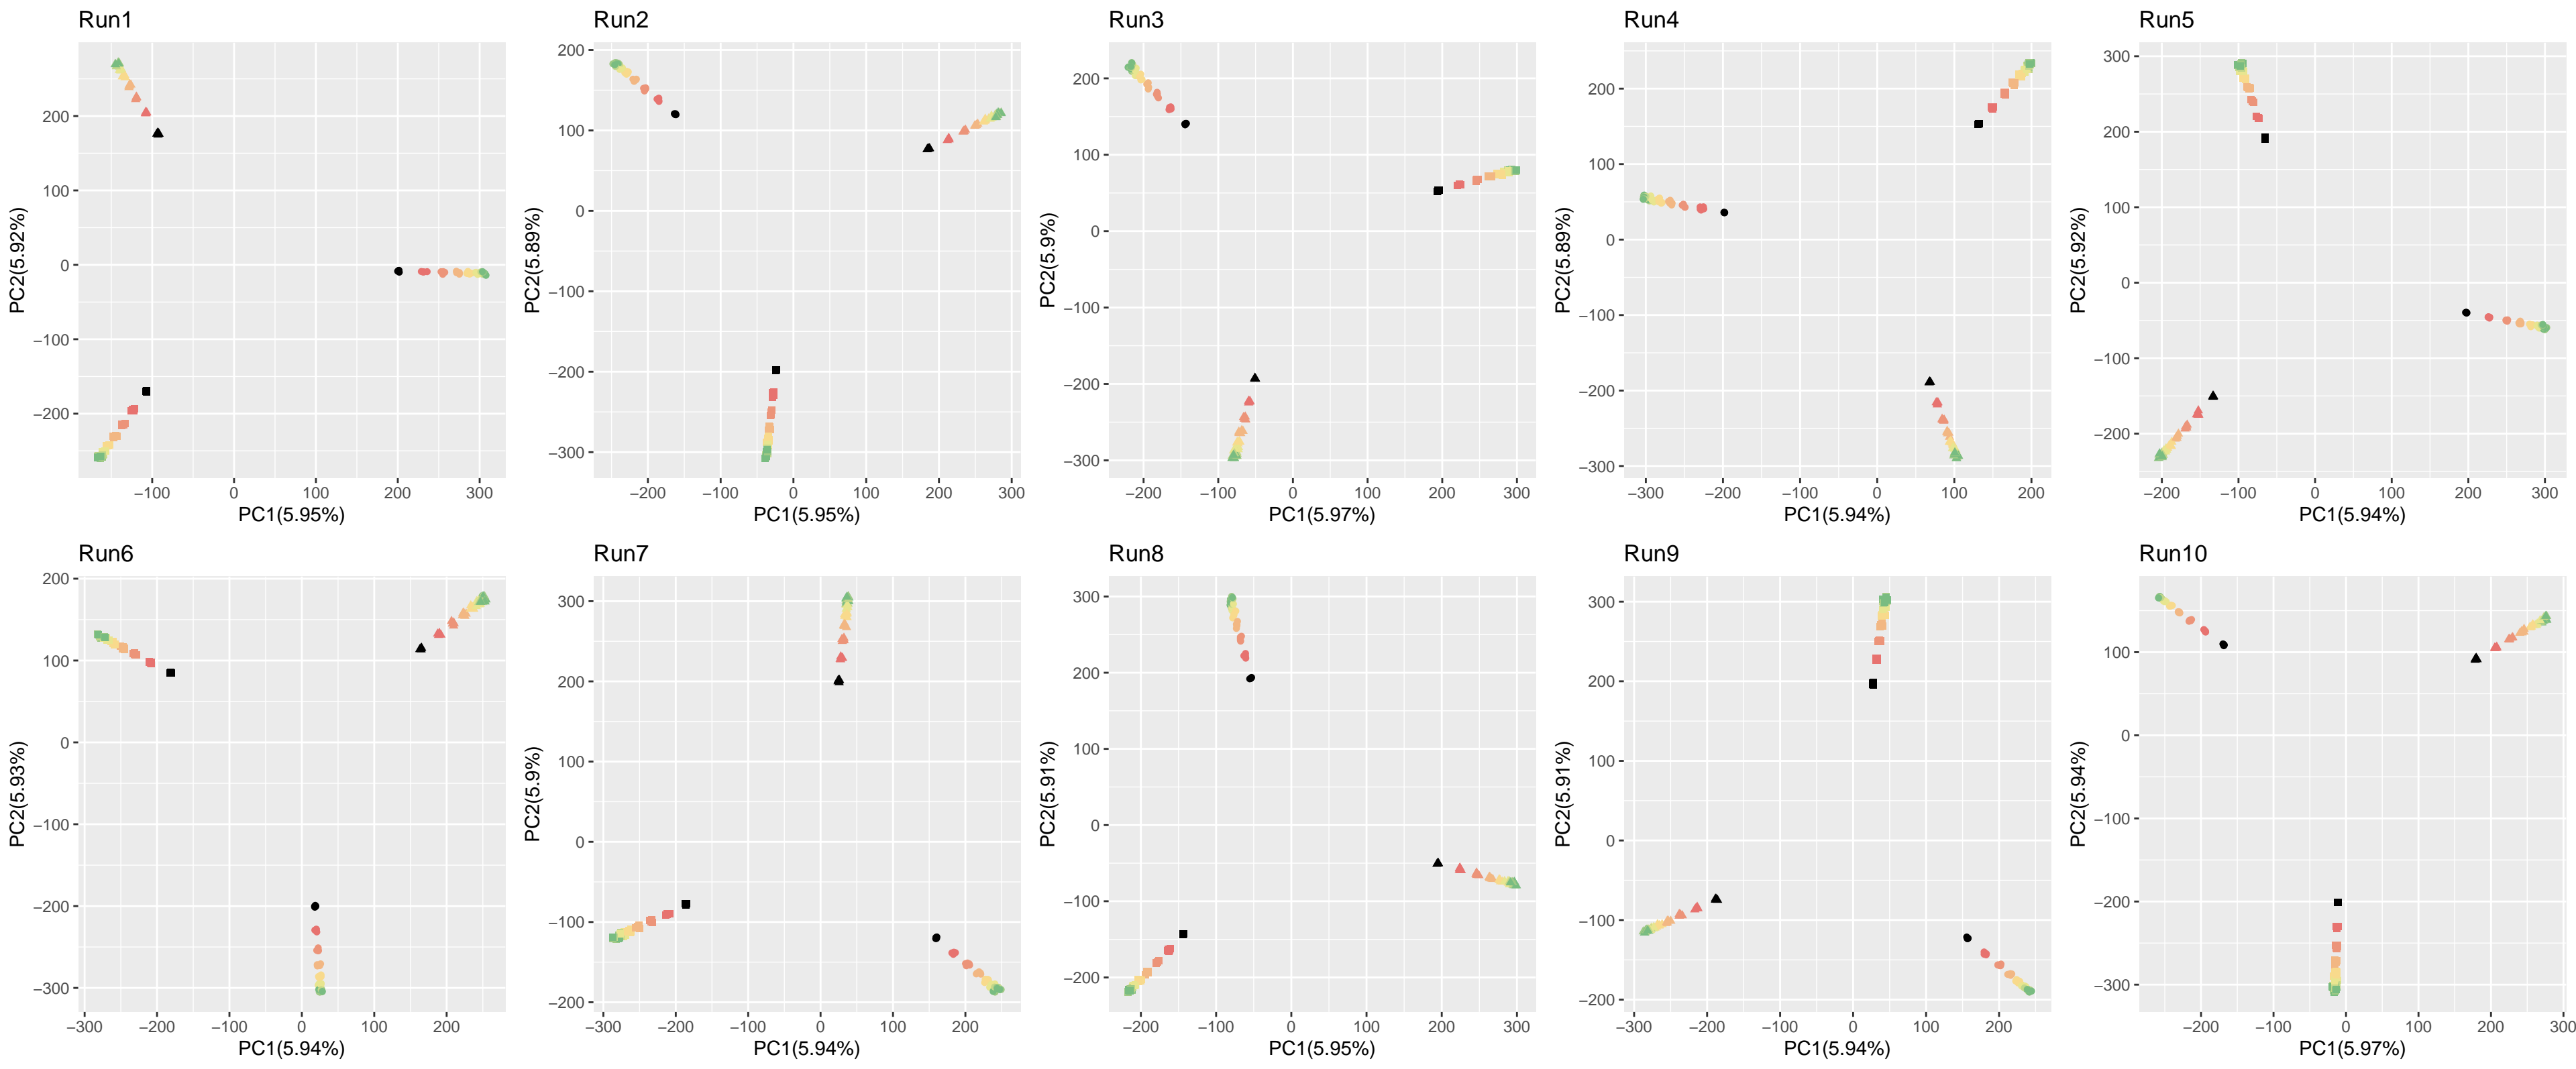 Run1 Run2 Run3 Run4 Run5
PC2(5.92%) 200 100 0 −100 −200
−100 0 100 200 300
PC1(5.95%)
PC2(5.89%) 200 100 0 −100 −200 −300
−200 −100 0 100 200 300
PC1(5.95%)
PC2(5.9%) 200 100 0 −100 −200 −300
−200 −100 0 100 200 300
PC1(5.97%)
PC2(5.89%) 200 100 0 −100 −200 −300
−300 −200 −100 0 100 200
PC1(5.94%)
PC2(5.92%) 300 200 100 0 −100 −200
−200 −100 0 100 200 300
PC1(5.94%)
Run6 Run7 Run8 Run9 Run10
PC2(5.93%) 200 100 0 −100 −200 −300
−300 −200 −100 0 100 200
PC1(5.94%)
PC2(5.9%) 300 200 100 0 −100 −200
−300 −200 −100 0 100 200
PC1(5.94%)
PC2(5.91%) 300 200 100 0 −100 −200
−200 −100 0 100 200 300
PC1(5.95%)
PC2(5.91%) 300 200 100 0 −100 −200
−300 −200 −100 0 100 200
PC1(5.94%)
PC2(5.94%) 100 0 −100 −200 −300
−200 −100 0 100 200 300
PC1(5.97%)